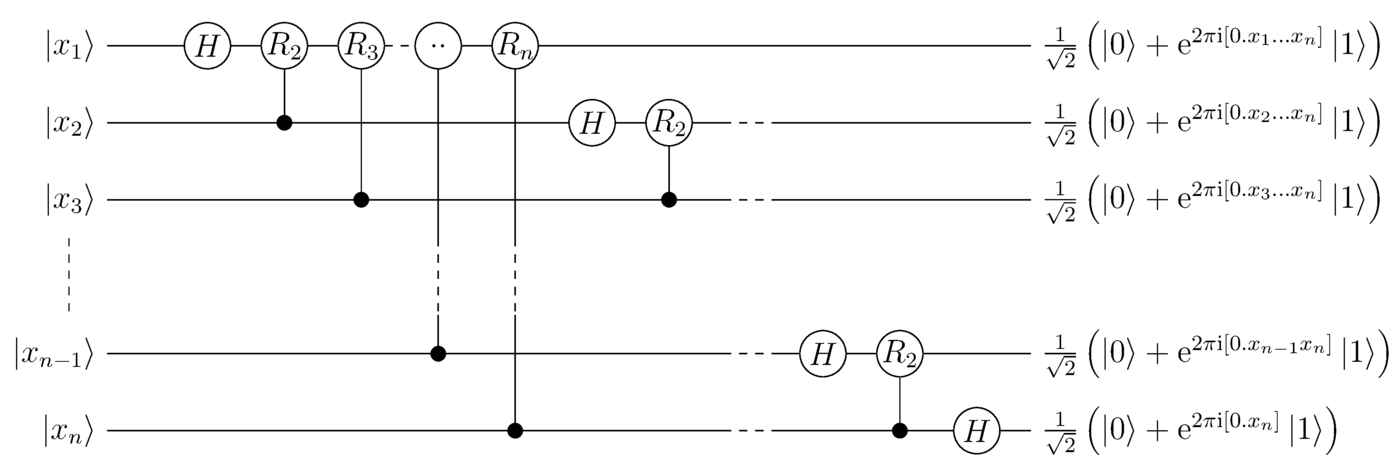 |x₁⟩ H R₂ R₃ ·· Rₙ 1/√2 (|0⟩ + e^{2πi[0.x₁…xₙ]} |1⟩)
|x₂⟩ H R₂ 1/√2 (|0⟩ + e^{2πi[0.x₂…xₙ]} |1⟩)
|x₃⟩ 1/√2 (|0⟩ + e^{2πi[0.x₃…xₙ]} |1⟩)
|xₙ₋₁⟩ H R₂ 1/√2 (|0⟩ + e^{2πi[0.xₙ₋₁xₙ]} |1⟩)
|xₙ⟩ H 1/√2 (|0⟩ + e^{2πi[0.xₙ]} |1⟩)